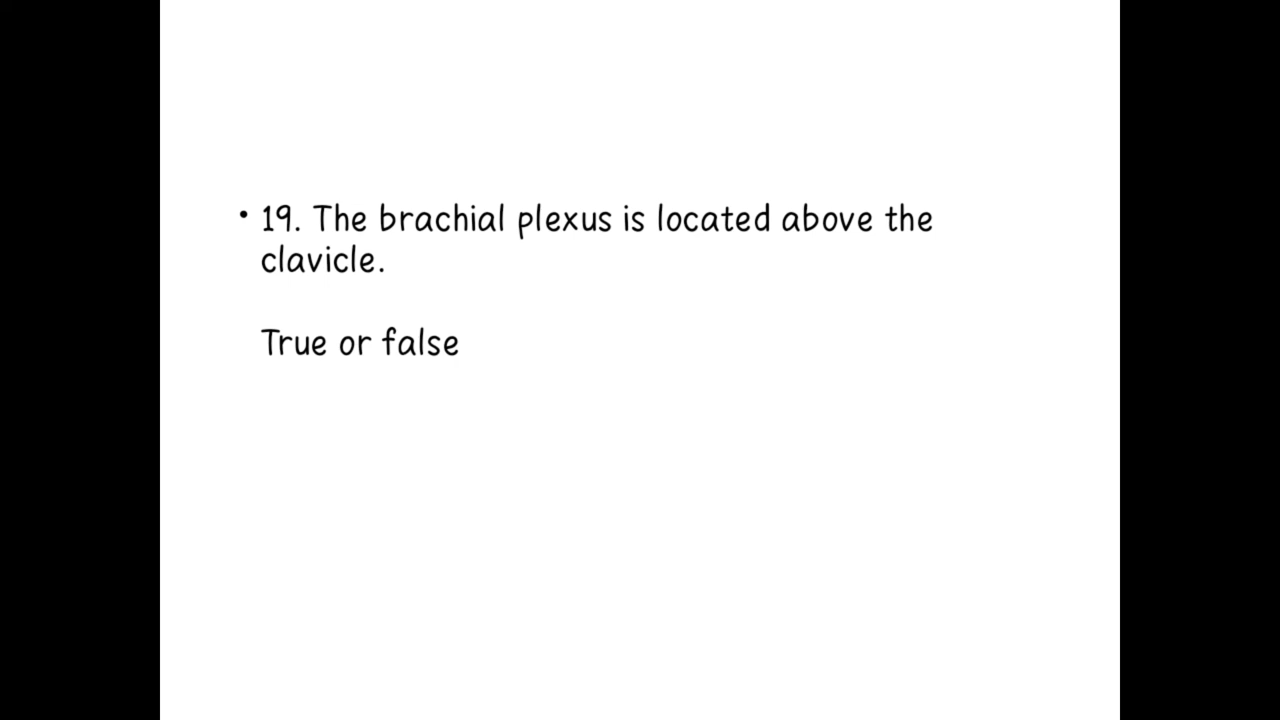 • 19. The brachial plexus is located above the
clavicle.
True or false